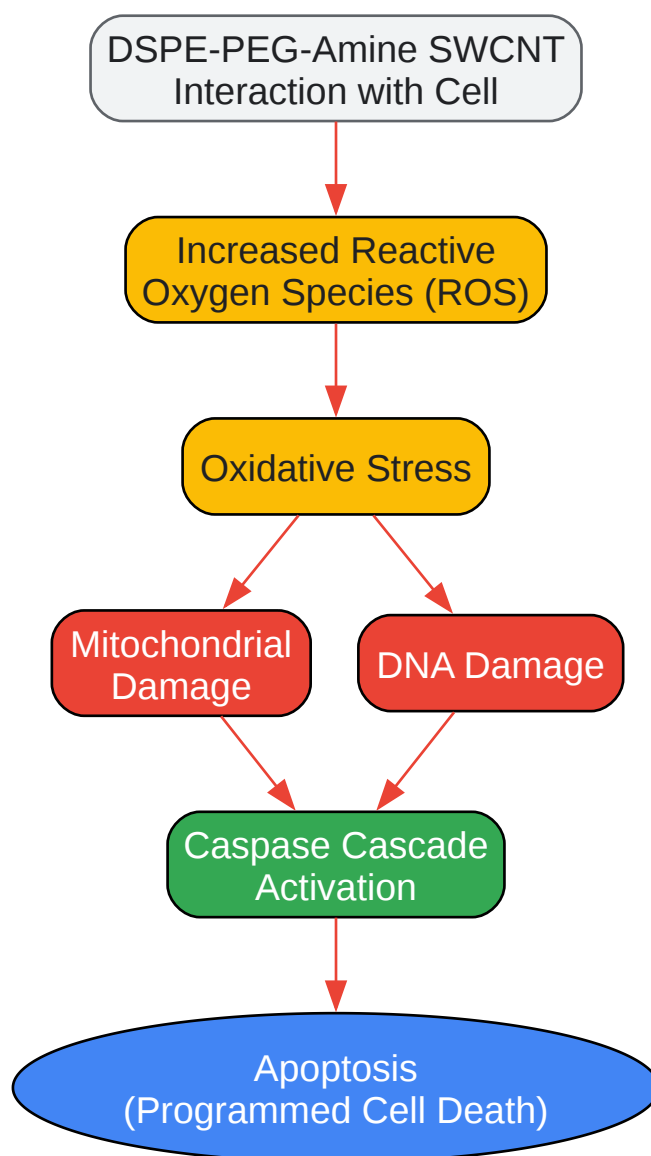 DSPE-PEG-Amine SWCNT
Interaction with Cell
Increased Reactive
Oxygen Species (ROS)
Oxidative Stress
Mitochondrial
Damage
DNA Damage
Caspase Cascade
Activation
Apoptosis
(Programmed Cell Death)